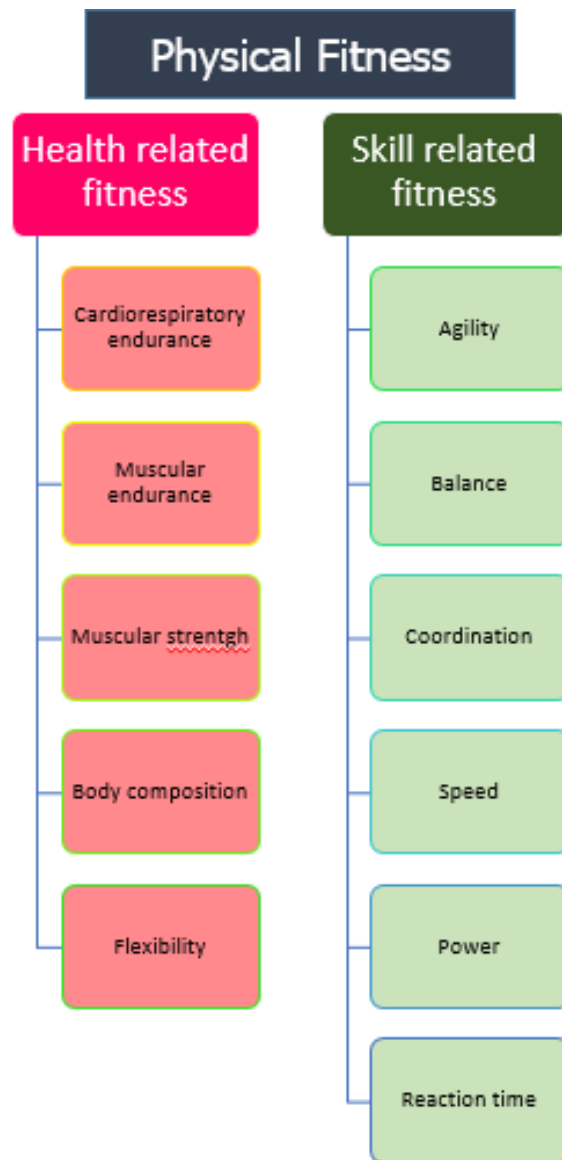 Physical Fitness
Health related
fitness
Cardiorespiratory
endurance
Muscular
endurance
Muscular strentgh
Body composition
Flexibility
Skill related
fitness
Agility
Balance
Coordination
Speed
Power
Reaction time